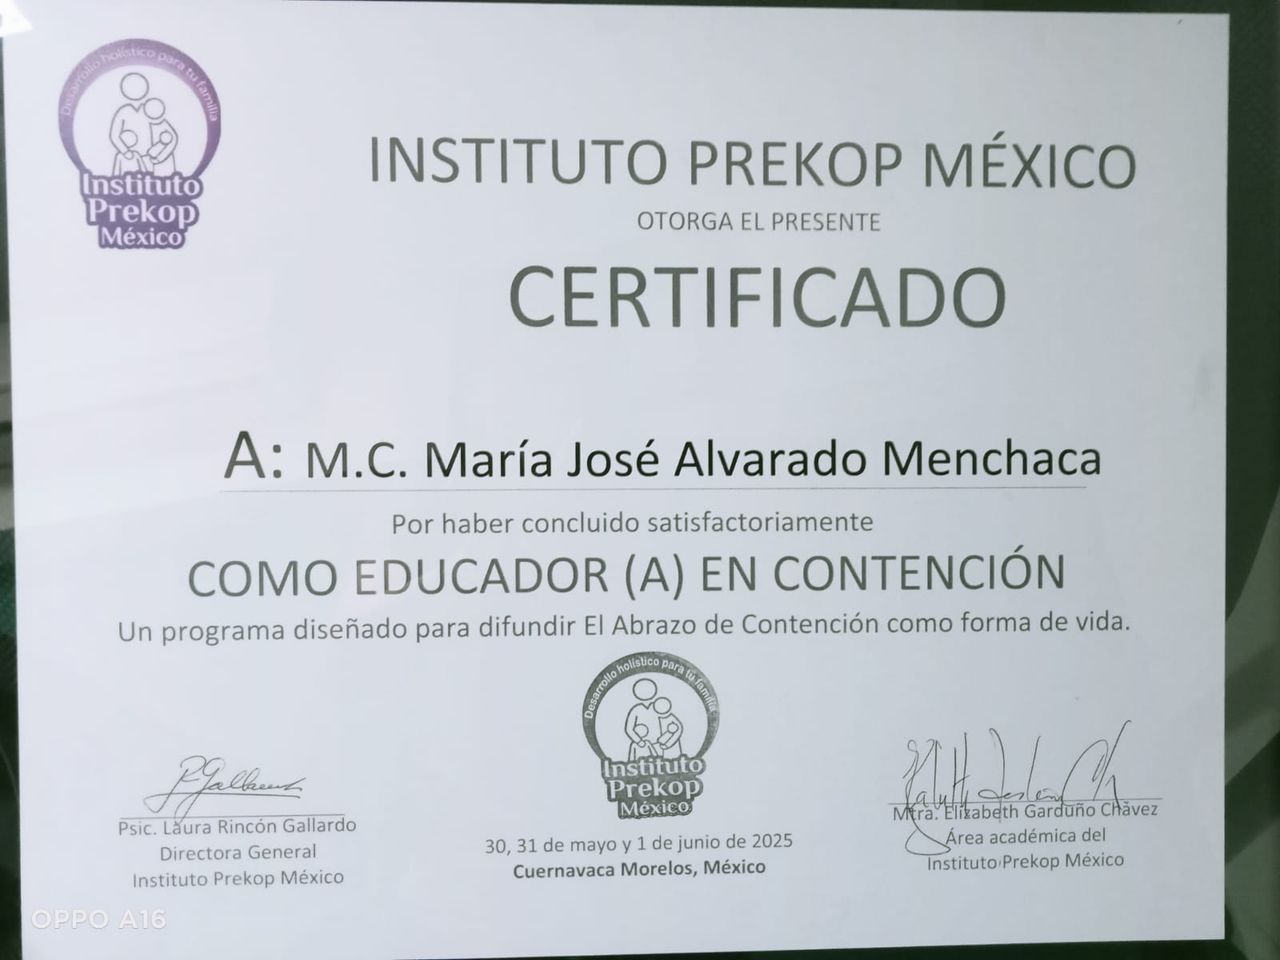 Desarrollo holístico para tu familia
Instituto
Prekop
México
INSTITUTO PREKOP MÉXICO
OTORGA EL PRESENTE
CERTIFICADO
A: M.C. María José Alvarado Menchaca
Por haber concluido satisfactoriamente
COMO EDUCADOR (A) EN CONTENCIÓN
Un programa diseñado para difundir El Abrazo de Contención como forma de vida.
Desarrollo holístico para tu familia
Instituto
Prekop
México
Psic. Laura Rincón Gallardo
Directora General
Instituto Prekop México
30, 31 de mayo y 1 de junio de 2025
Cuernavaca Morelos, México
Mtra. Elizabeth Garduño Chávez
Área académica del
Instituto Prekop México
OPPO A16